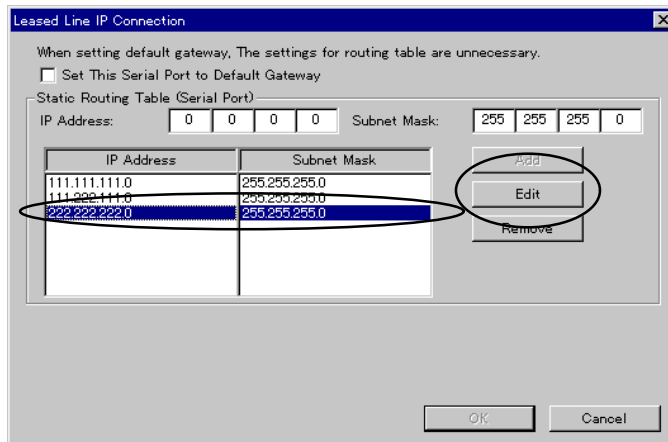 Leased Line IP Connection
When setting default gateway, The settings for routing table are unnecessary.
Set This Serial Port to Default Gateway
Static Routing Table (Serial Port)
IP Address: 0 0 0 0 Subnet Mask: 255 255 255 0
IP Address Subnet Mask
111.111.111.0 255.255.255.0
111.222.111.0 255.255.255.0
222.222.222.0 255.255.255.0
Add
Edit
Remove
OK Cancel